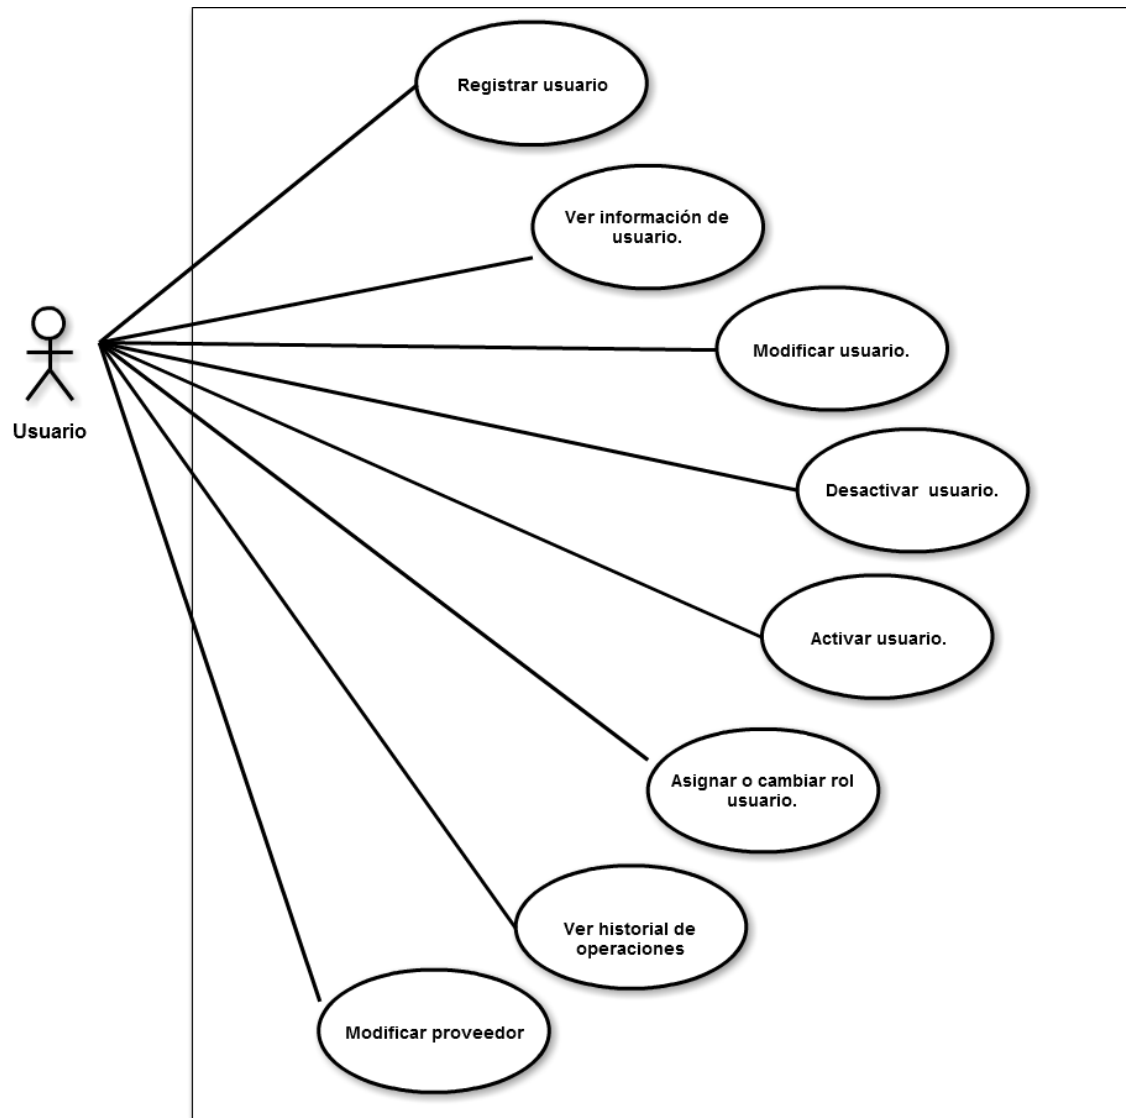 Registrar usuario
Ver información de
usuario.
Modificar usuario.
Usuario
Desactivar  usuario.
Activar usuario.
Asignar o cambiar rol
usuario.
Ver historial de
operaciones
Modificar proveedor